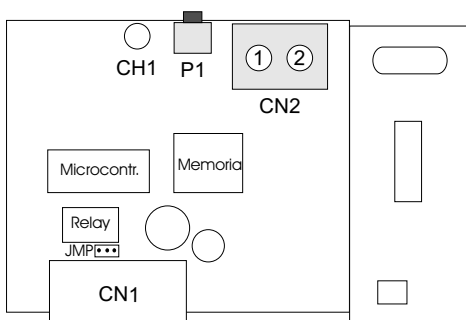 CH1
P1
1 2
CN2
Microcontr.
Memoria
Relay
JMP
CN1